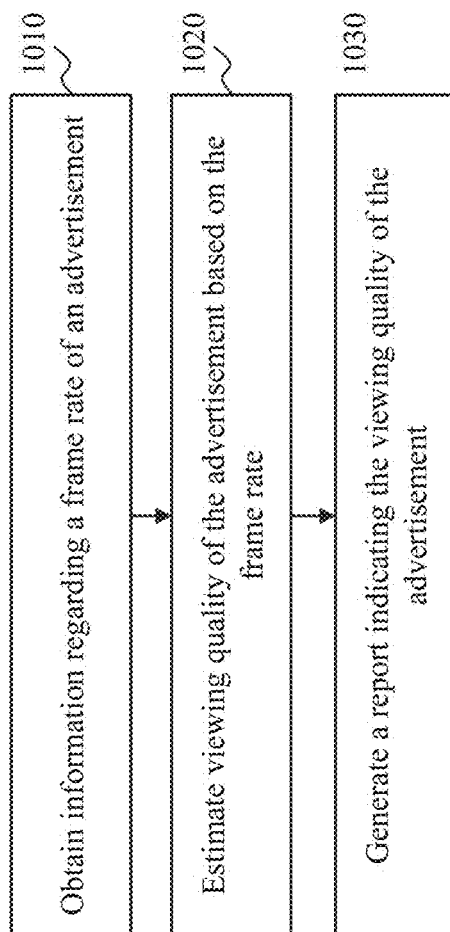 1010
Obtain information regarding a frame rate of an advertisement
1020
Estimate viewing quality of the advertisement based on the
frame rate
1030
Generate a report indicating the viewing quality of the
advertisement